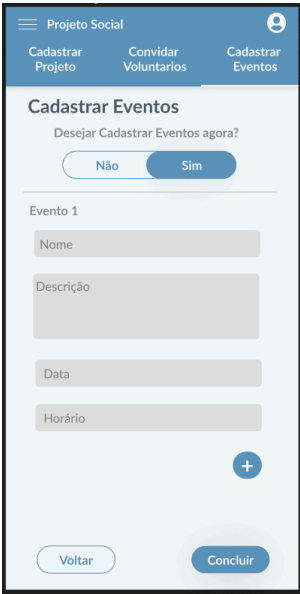 Projeto Social
Cadastrar Projeto
Convidar Voluntarios
Cadastrar Eventos
Cadastrar Eventos
Desejar Cadastrar Eventos agora?
Não
Sim
Evento 1
Nome
Descrição
Data
Horário
+
Voltar
Concluir